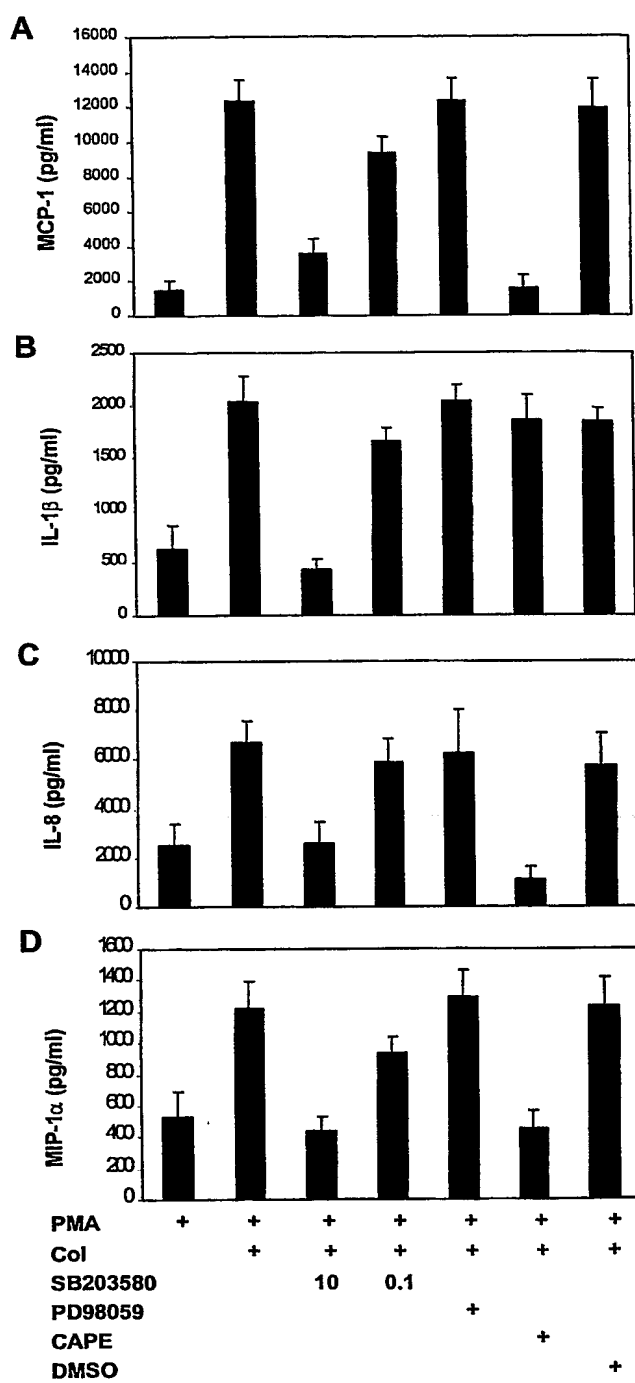 A
MCP-1 (pg/ml)
16000
14000
12000
10000
8000
6000
4000
2000
0
B
IL-1β (pg/ml)
2500
2000
1500
1000
500
0
C
IL-8 (pg/ml)
10000
8000
6000
4000
2000
0
D
MIP-1α (pg/ml)
1600
1400
1200
1000
800
600
400
200
0
PMA + + + + + + +
Col + + + + + +
SB203580 10 0.1
PD98059 +
CAPE +
DMSO +